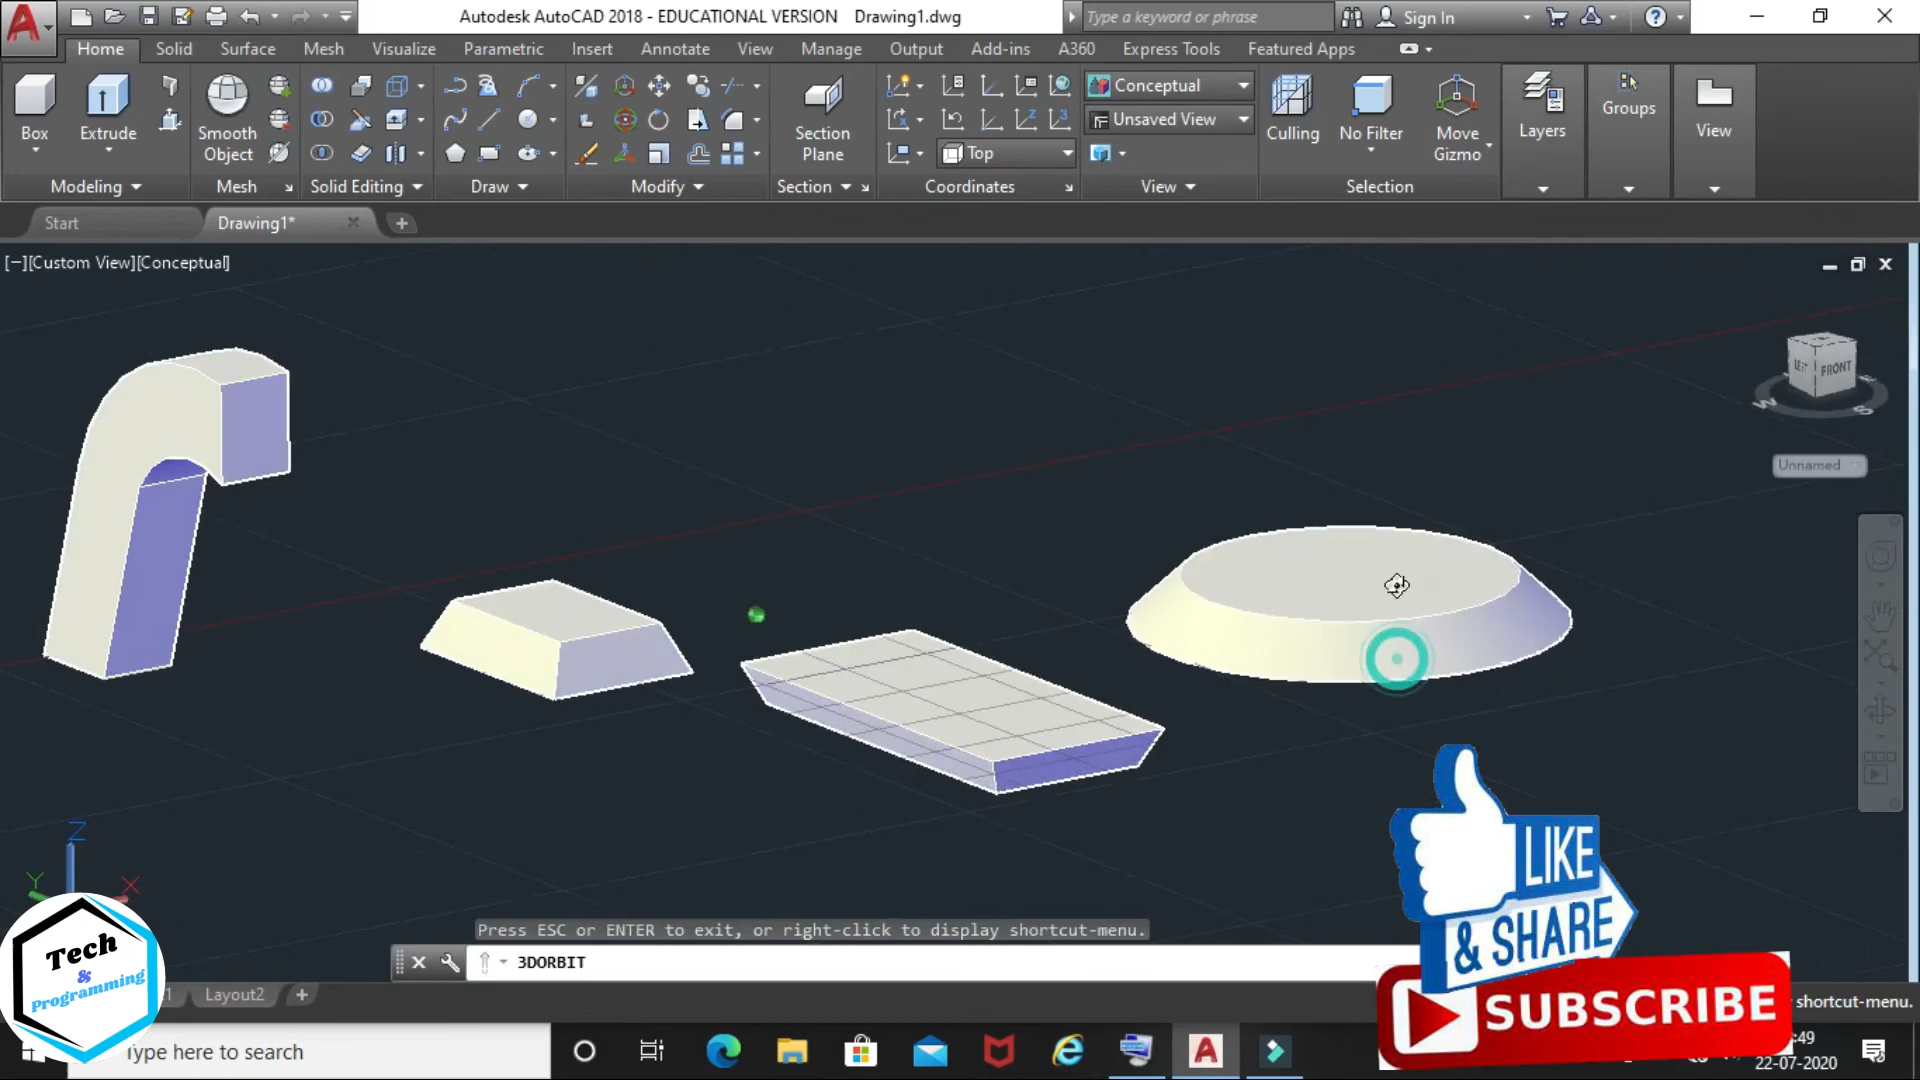 Autodesk AutoCAD 2018 - EDUCATIONAL VERSION Drawing1.dwg
Type a keyword or phrase
Sign In
Home Solid Surface Mesh Visualize Parametric Insert Annotate View Manage Output Add-ins A360 Express Tools Featured Apps
Box
Extrude
Smooth Object
Section Plane
Top
Conceptual
Unsaved View
Culling
No Filter
Move Gizmo
Layers
Groups
View
Modeling Mesh Solid Editing Draw Modify Section Coordinates View Selection
Start
Drawing1*
[−][Custom View][Conceptual]
LEFT FRONT
W S
Unnamed
Z
Y X
Press ESC or ENTER to exit, or right-click to display shortcut-menu.
3DORBIT
Layout2
shortcut-menu.
Tech
&
Programming
LIKE
& SHARE
SUBSCRIBE
Type here to search
:49
22-07-2020